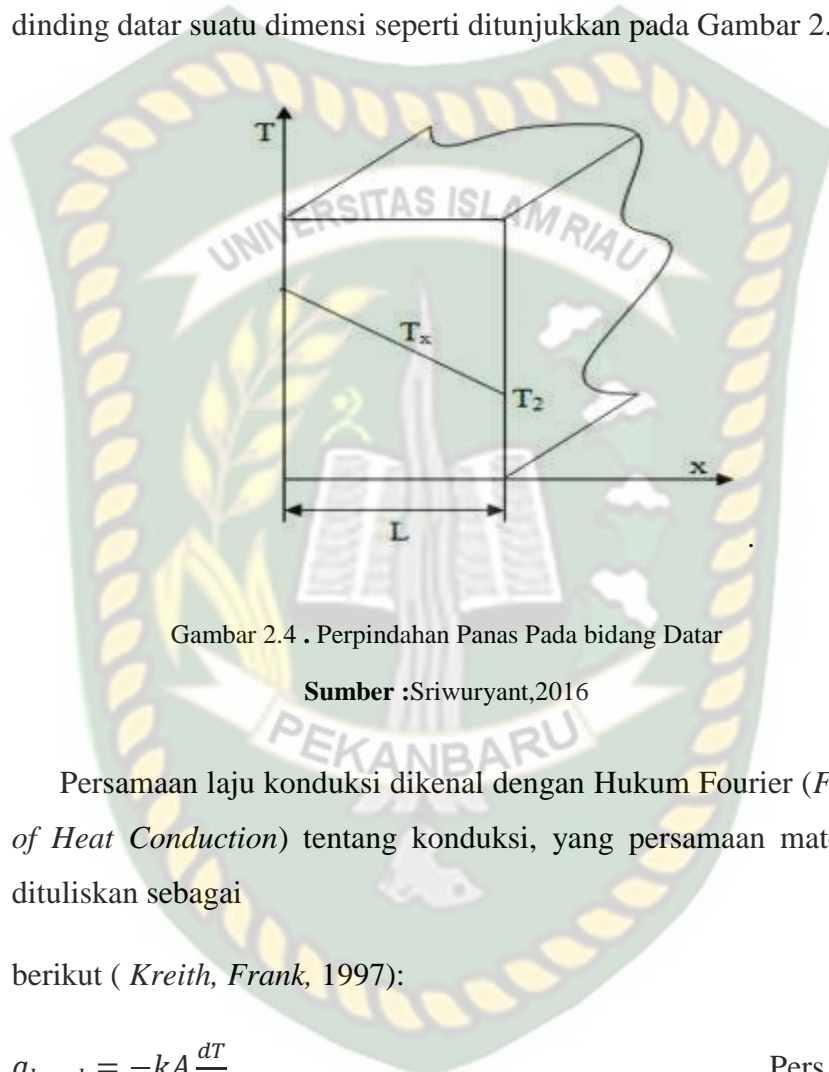 dinding datar suatu dimensi seperti ditunjukkan pada Gambar 2.
T
UNIVERSITAS ISLAM RIAU
Tₓ
T₂
x
L
.
Gambar 2.4 . Perpindahan Panas Pada bidang Datar
Sumber :Sriwuryant,2016
PEKANBARU
Persamaan laju konduksi dikenal dengan Hukum Fourier (
of Heat Conduction) tentang konduksi, yang persamaan
dituliskan sebagai
berikut ( Kreith, Frank, 1997):
= −kA dT
Pers